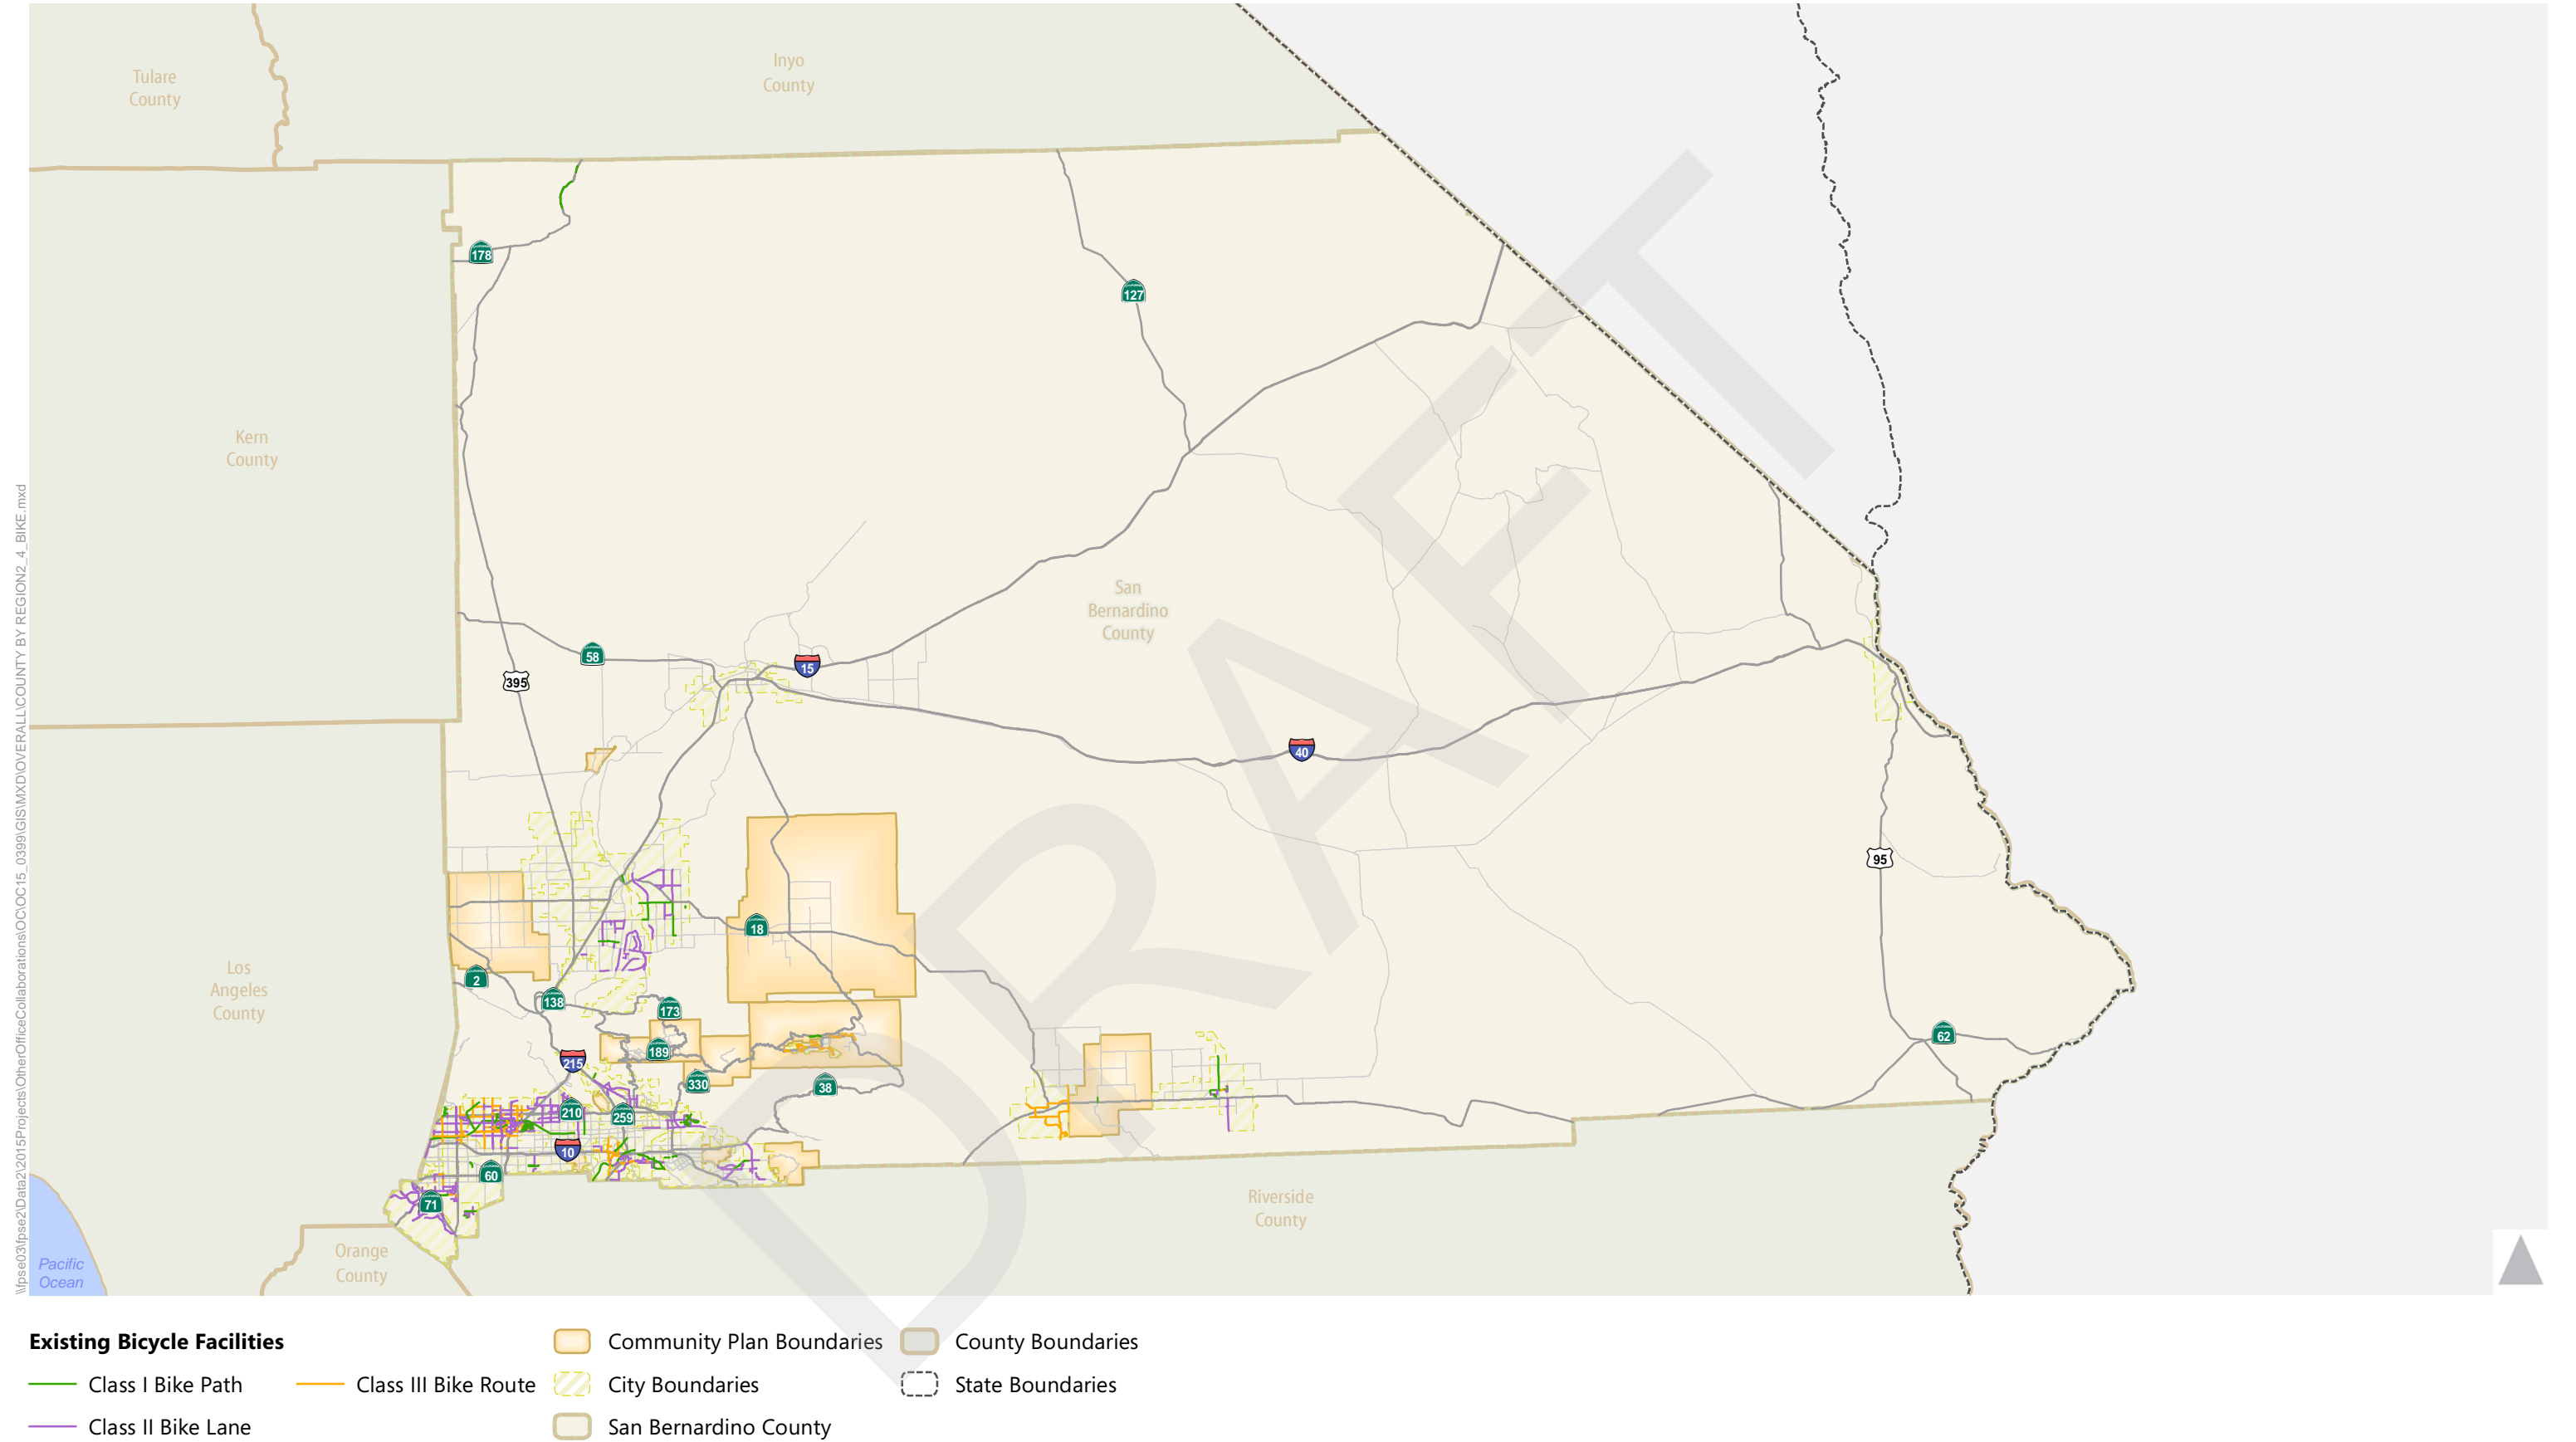 Tulare
County
Inyo
County
178
127
Kern
County
San
Bernardino
County
58
15
395
40
95
18
Los
Angeles
County
2
138
173
62
189
215
330
38
210
259
10
60
71
Riverside
County
Orange
County
Pacific
Ocean
DRAFT
\\fpse03\fpse2\Data2\2015Projects\OtherOfficeCollaborations\OC\OC15_0399\GIS\MXD\OVERALL\COUNTY BY REGION2_4_BIKE.mxd
Existing Bicycle Facilities
Class I Bike Path
Class II Bike Lane
Class III Bike Route
Community Plan Boundaries
City Boundaries
San Bernardino County
County Boundaries
State Boundaries